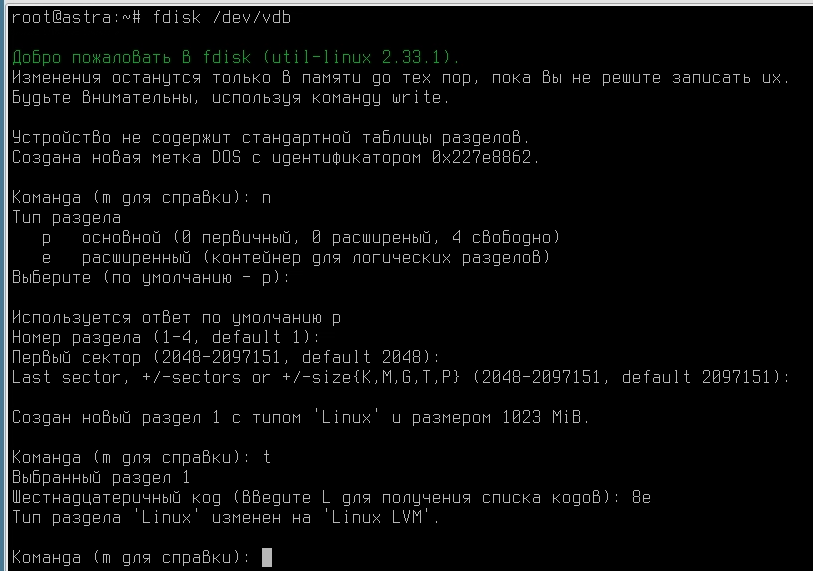 root@astra:~# fdisk /dev/vdb
Добро пожаловать в fdisk (util-linux 2.33.1).
Изменения останутся только в памяти до тех пор, пока вы не решите записать их.
Будьте внимательны, используя команду write.
Устройство не содержит стандартной таблицы разделов.
Создана новая метка DOS с идентификатором 0x227e8862.
Команда (m для справки): n
Тип раздела
p основной (0 первичный, 0 расширеный, 4 свободно)
e расширенный (контейнер для логических разделов)
Выберите (по умолчанию - p):
Используется ответ по умолчанию p
Номер раздела (1-4, default 1):
Первый сектор (2048-2097151, default 2048):
Last sector, +/-sectors or +/-size{K,M,G,T,P} (2048-2097151, default 2097151):
Создан новый раздел 1 с типом 'Linux' и размером 1023 MiB.
Команда (m для справки): t
Выбранный раздел 1
Шестнадцатеричный код (введите L для получения списка кодов): 8e
Тип раздела 'Linux' изменен на 'Linux LVM'.
Команда (m для справки):